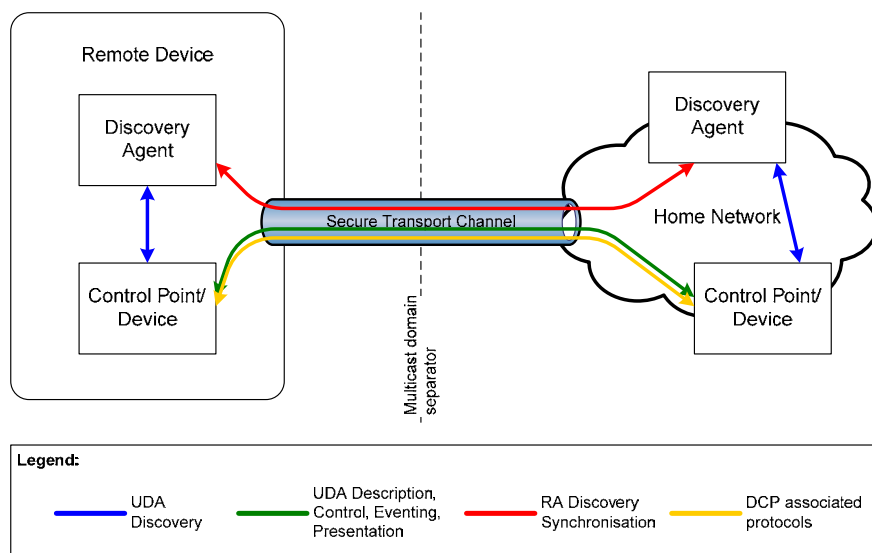 Remote Device
Discovery
Agent
Discovery
Agent
Secure Transport Channel
Home Network
Control Point/
Device
Control Point/
Device
Multicast domain
separator
Legend:
UDA
Discovery
UDA Description,
Control, Eventing,
Presentation
RA Discovery
Synchronisation
DCP associated
protocols